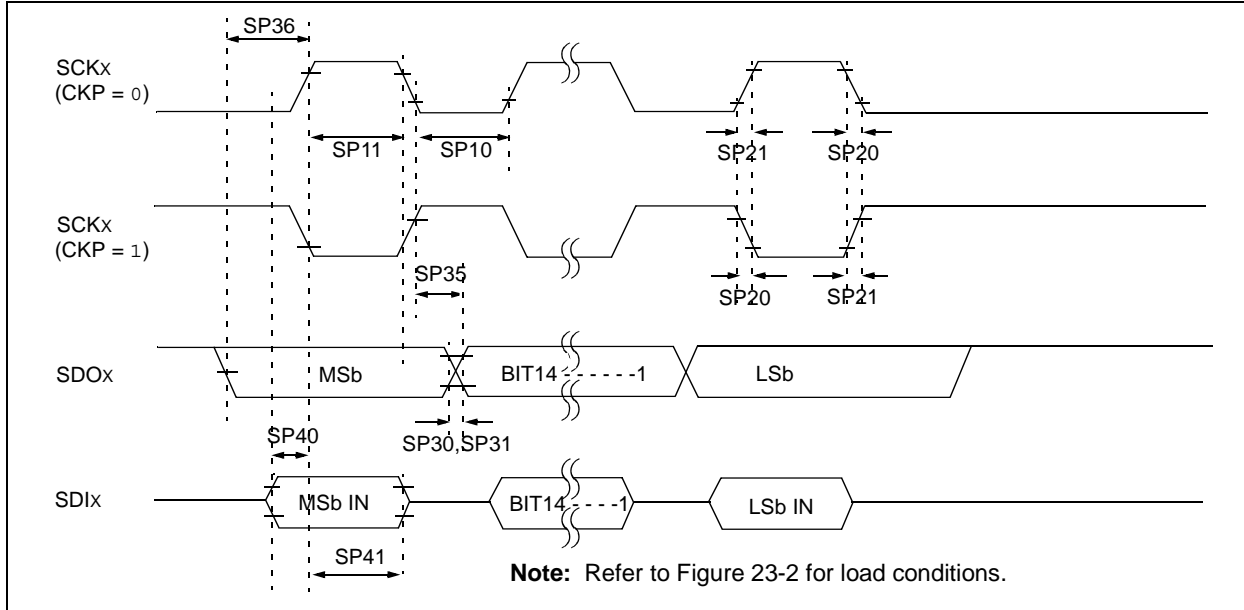 SP36
SCKX
(CKP = 0)
SP11
SP10
SP21
SP20
SCKX
(CKP = 1)
SP35
SP20
SP21
SDOX
MSb
BIT14 - - - - - -1
LSb
SP40
SP30,SP31
SDIX
MSb IN
BIT14 - - - -1
LSb IN
SP41
Note: Refer to Figure 23-2 for load conditions.